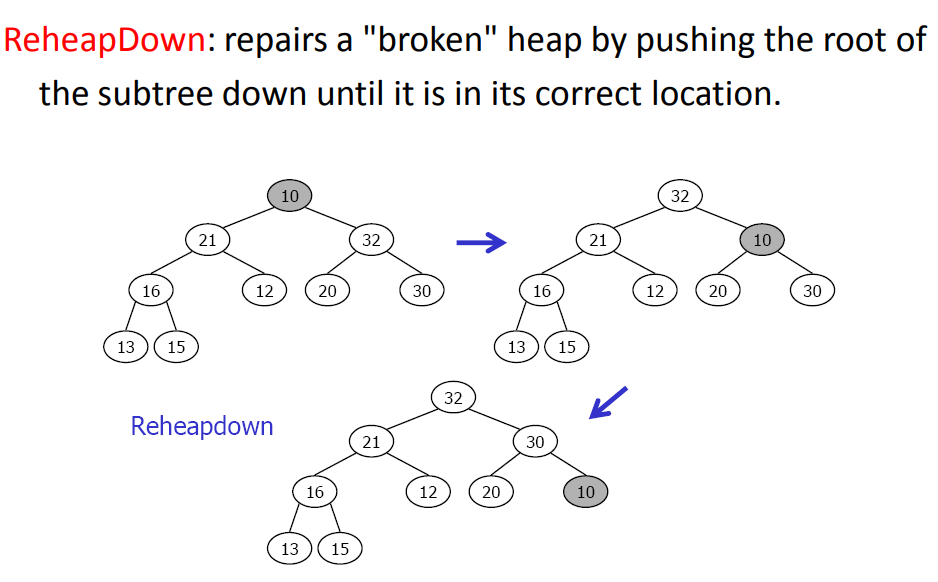 ReheapDown: repairs a "broken" heap by pushing the root of
the subtree down until it is in its correct location.
10
21 32
16 12 20 30
13 15
32
21 10
16 12 20 30
13 15
Reheapdown
32
21 30
16 12 20 10
13 15